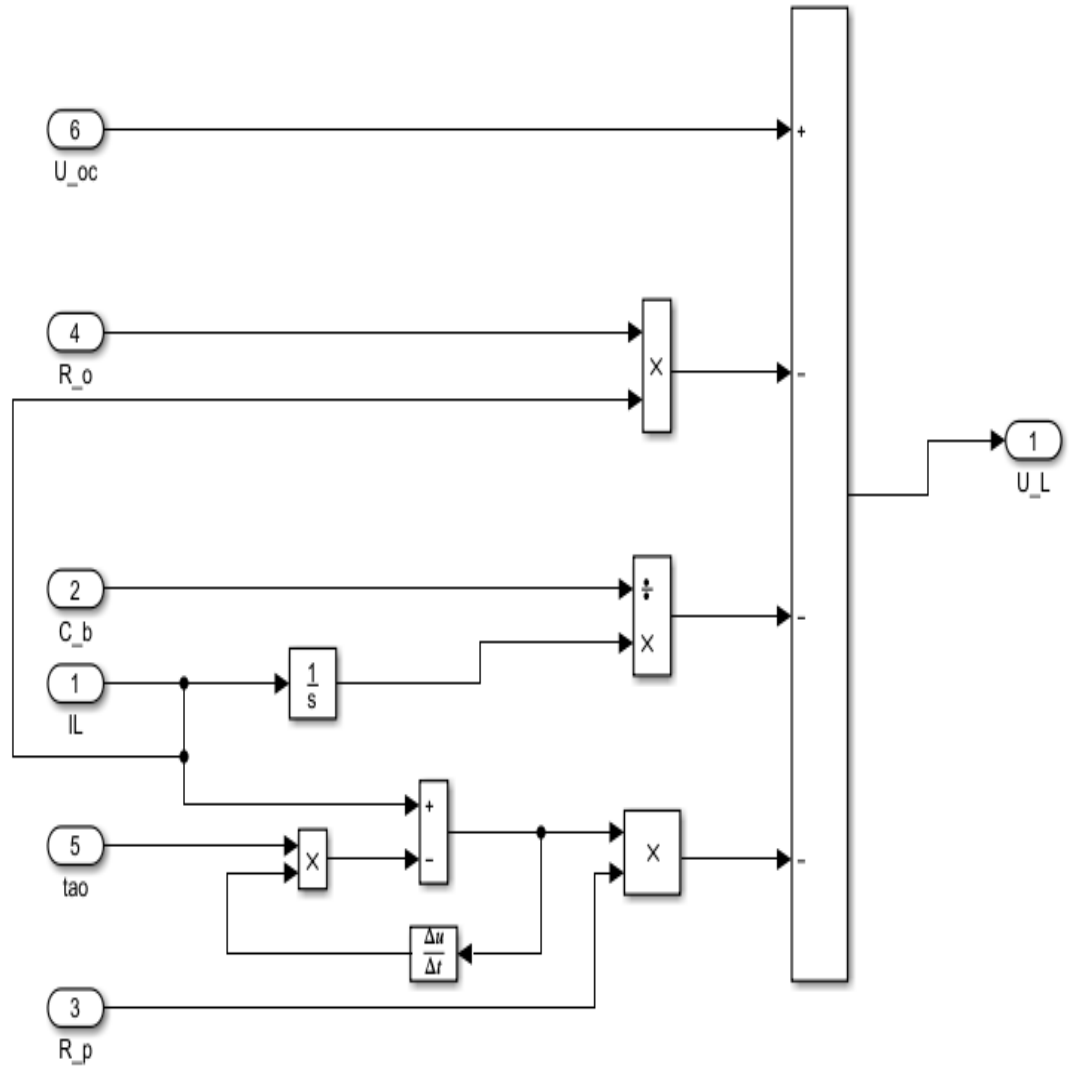 6
U_oc
+
4
R_o
×
−
1
U_L
2
C_b
÷
×
−
1
IL
1
s
+
−
5
tao
×
×
−
Δu
Δt
3
R_p